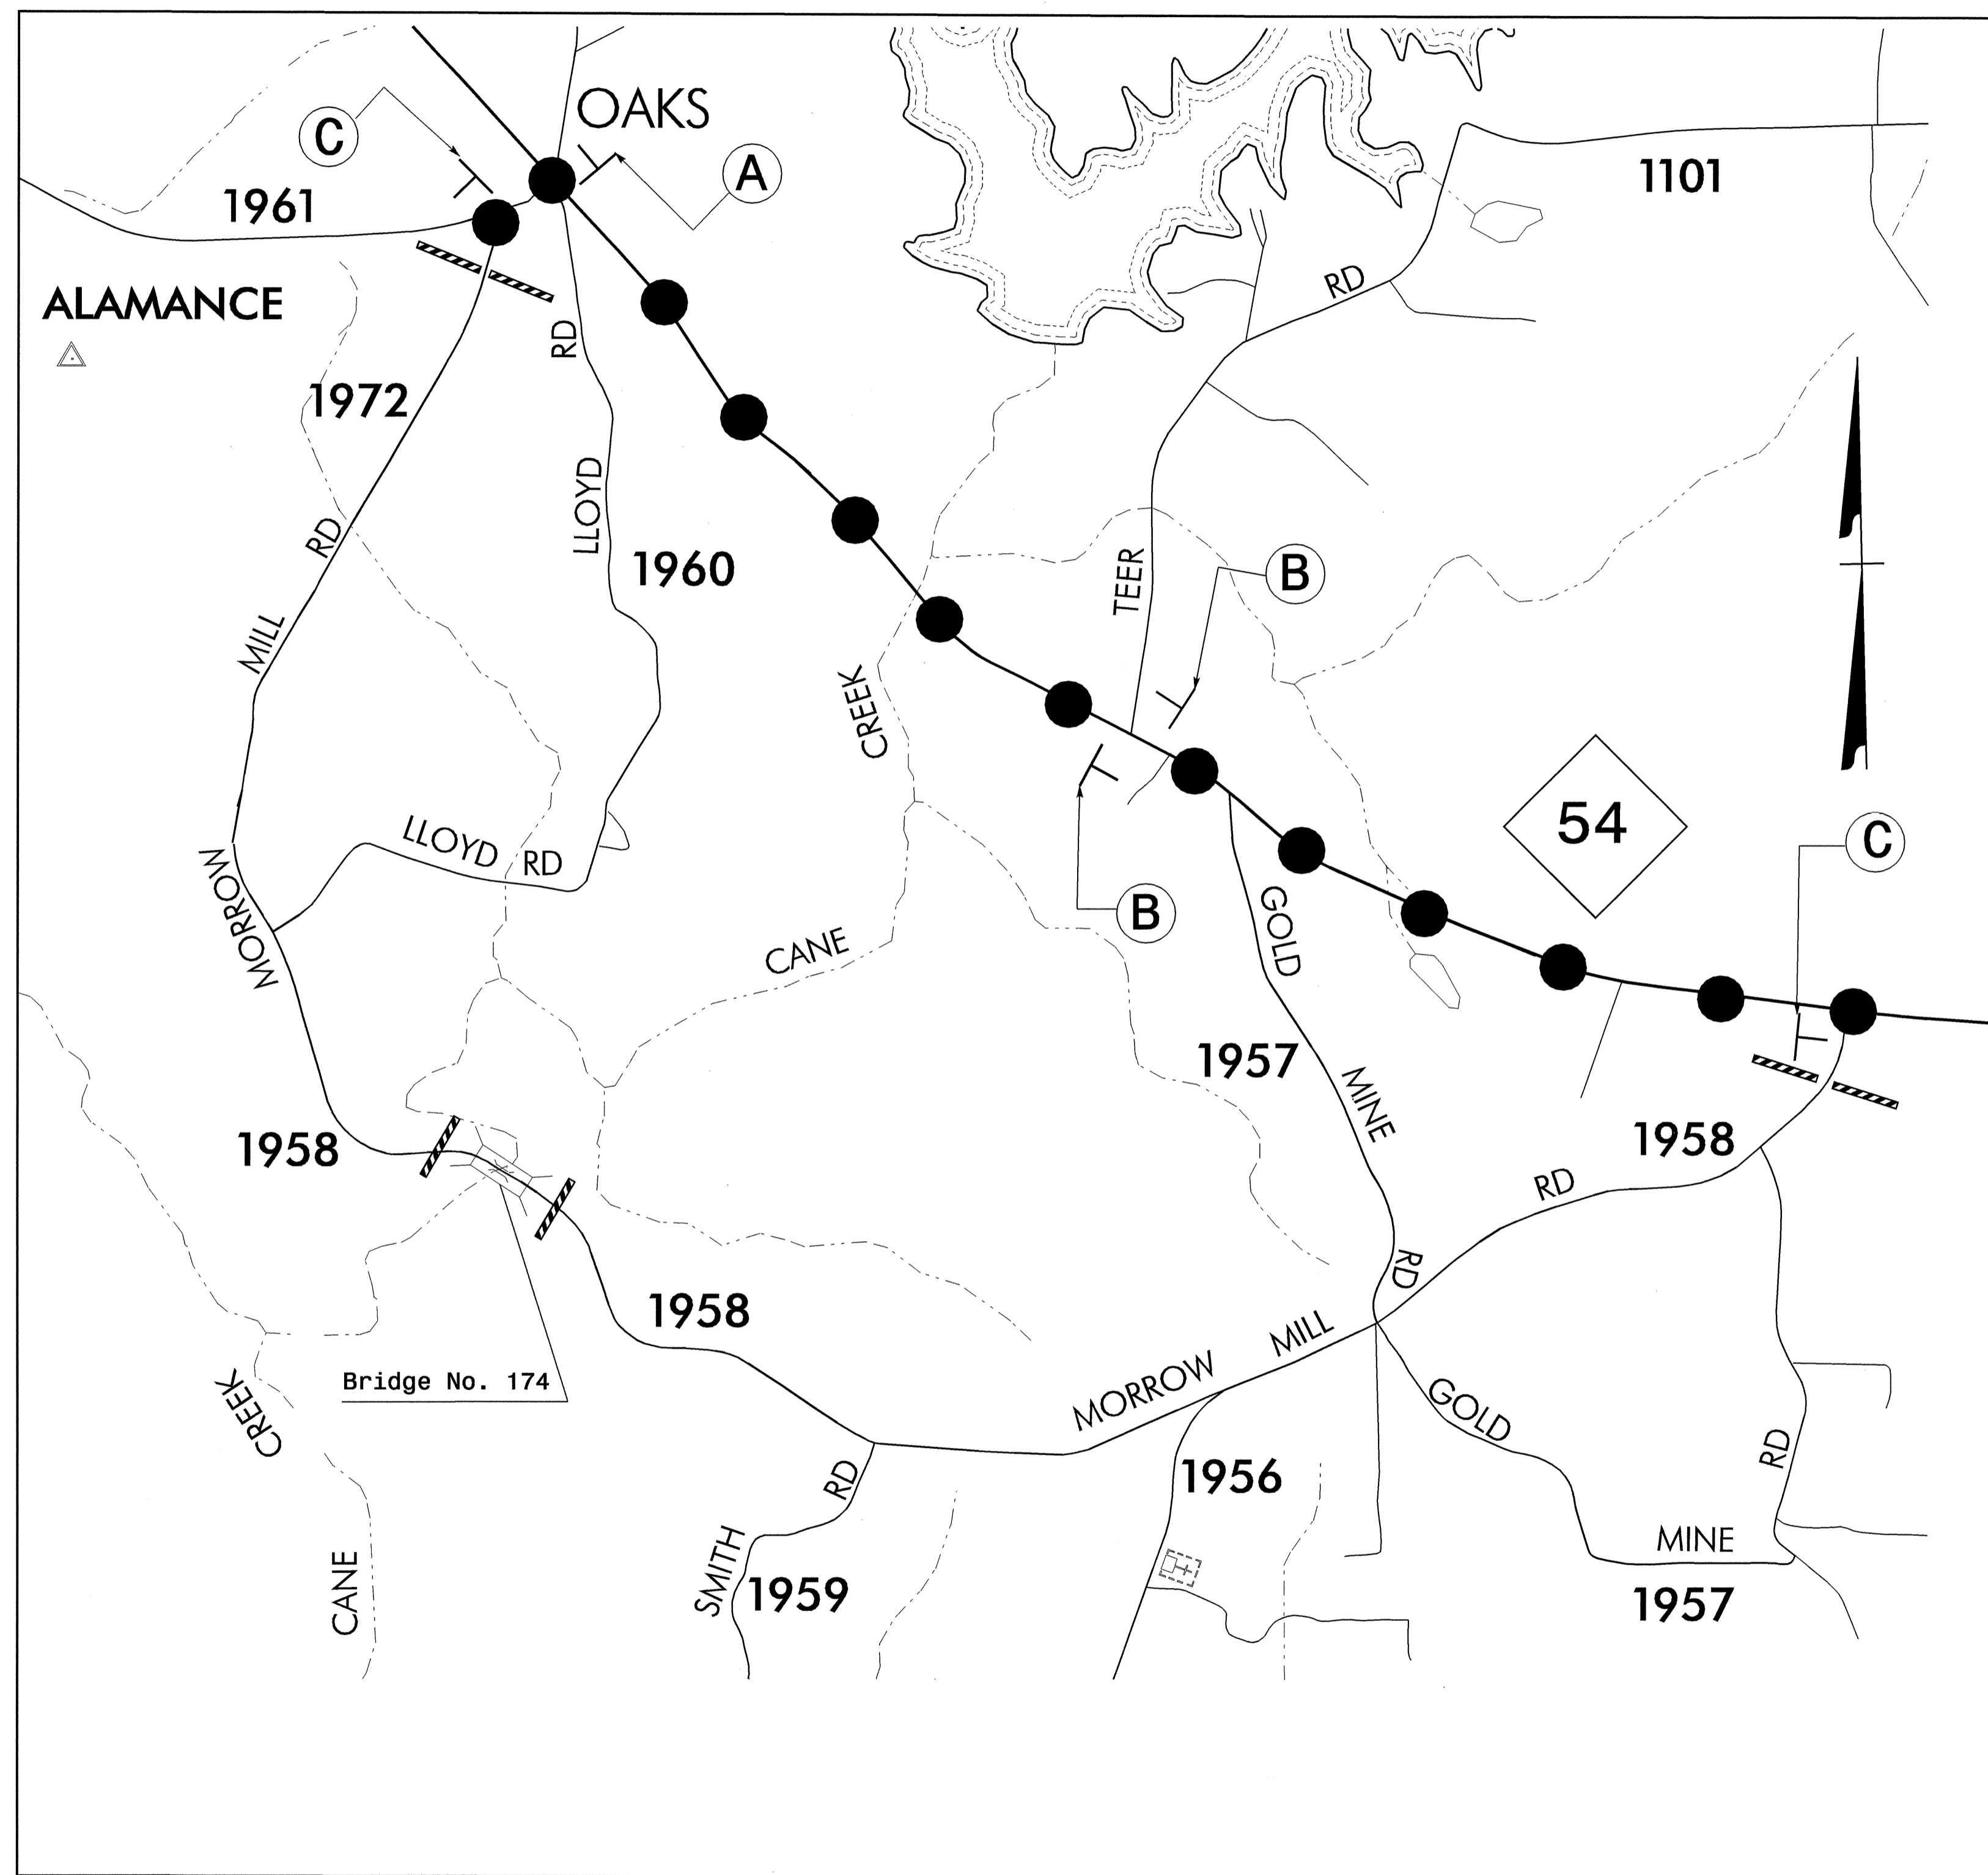 OAKS
C
A
1961
1101
ALAMANCE
RD
RD
1972
LLOYD
RD
1960
TEER
B
MILL
CREEK
54
C
LLOYD RD
MORROW
MORROW
B
GOLD
CANE
1957
MINE
1958
1958
RD
RD
1958
MILL
Bridge No. 174
MORROW
CREEK
GOLD
RD
RD
1956
MINE
SMITH
CANE
1959
1957